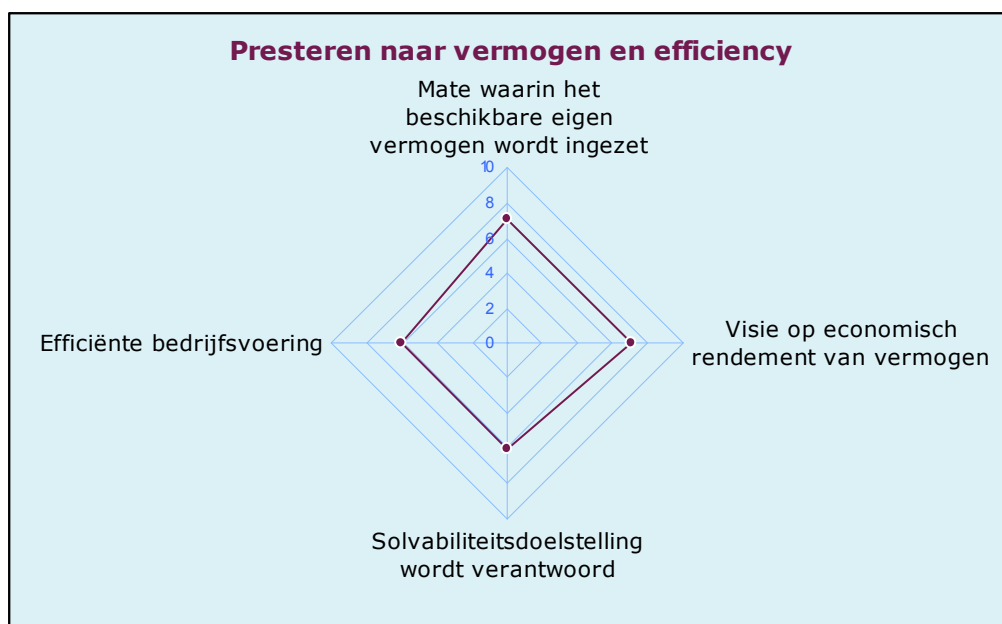 Presteren naar vermogen en efficiency
Mate waarin het
beschikbare eigen
vermogen wordt ingezet
10
8
6
4
2
0
Efficiënte bedrijfsvoering
Visie op economisch
rendement van vermogen
Solvabiliteitsdoelstelling
wordt verantwoord